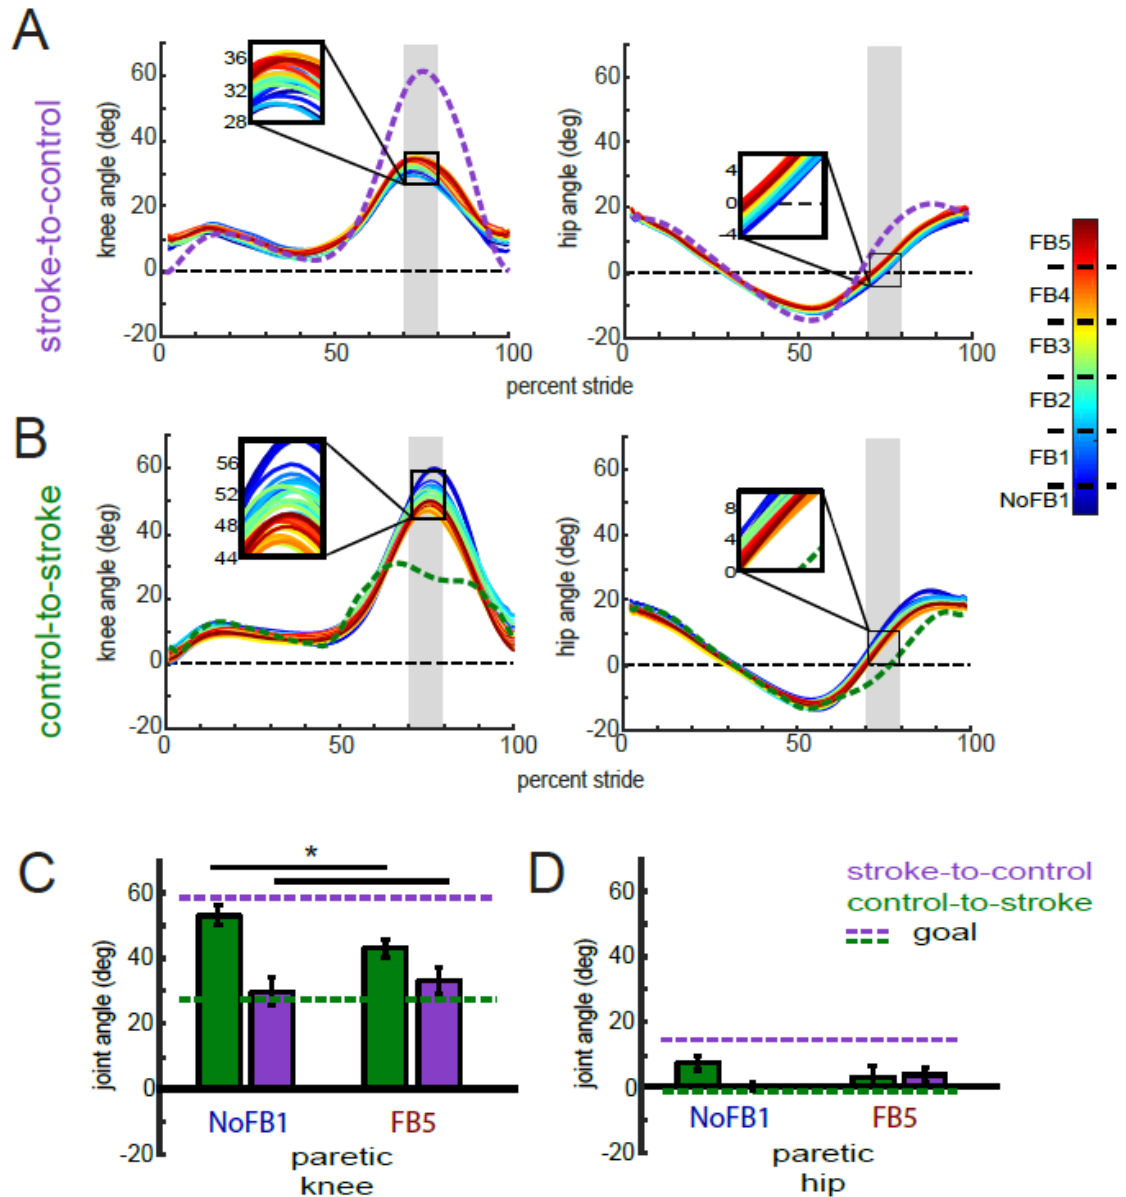 A
stroke-to-control
knee angle (deg)
60
40
20
0
-20
0
50
100
36
32
28
hip angle (deg)
60
40
20
0
-20
0
50
100
4
0
-4
percent stride
FB5
FB4
FB3
FB2
FB1
NoFB1
B
control-to-stroke
knee angle (deg)
60
40
20
0
-20
0
50
100
56
52
48
44
hip angle (deg)
60
40
20
0
-20
0
50
100
8
4
0
percent stride
C
joint angle (deg)
60
40
20
0
-20
*
NoFB1
FB5
paretic
knee
D
joint angle (deg)
60
40
20
0
-20
stroke-to-control
control-to-stroke
goal
NoFB1
FB5
paretic
hip